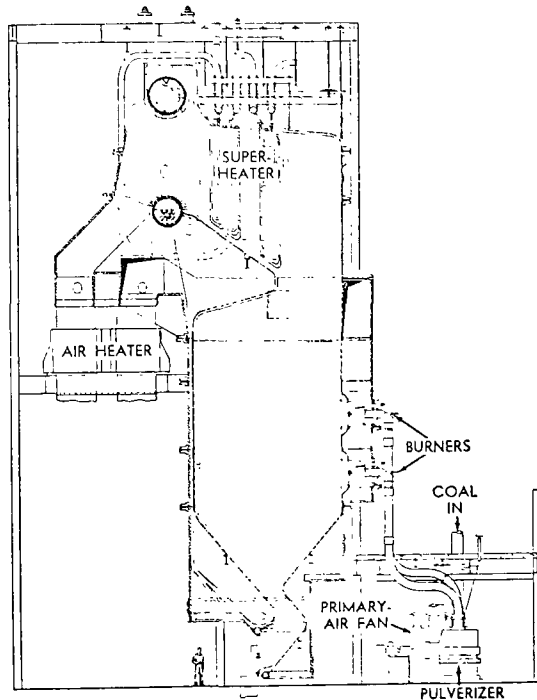 SUPER-
HEATER
AIR HEATER
BURNERS
COAL
IN
PRIMARY-
AIR FAN
PULVERIZER